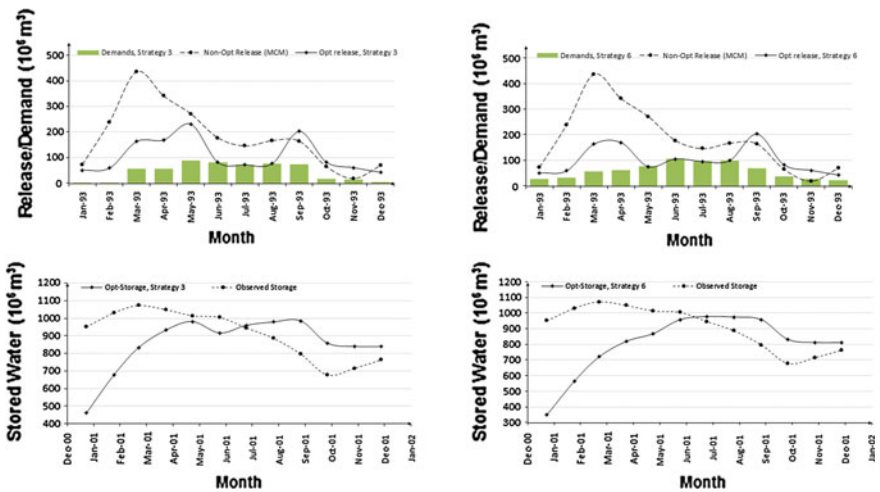 Demands, Strategy 3 Non-Opt Release (MCM) Opt release, Strategy 3
Release/Demand (10⁶ m³)
500
400
300
200
100
0
Jan-93 Feb-93 Mar-93 Apr-93 May-93 Jun-93 Jul-93 Aug-93 Sep-93 Oct-93 Nov-93 Dec-93
Month
Demands, Strategy 6 Non-Opt Release (MCM) Opt release, Strategy 6
Release/Demand (10⁶ m³)
500
400
300
200
100
0
Jan-93 Feb-93 Mar-93 Apr-93 May-93 Jun-93 Jul-93 Aug-93 Sep-93 Oct-93 Nov-93 Dec-93
Month
Opt-Storage, Strategy 3 Observed Storage
Stored Water (10⁶ m³)
1200
1100
1000
900
800
700
600
500
400
Dec-00 Jan-01 Feb-01 Mar-01 Apr-01 May-01 Jun-01 Jul-01 Aug-01 Sep-01 Oct-01 Nov-01 Dec-01 Jan-02
Month
Opt-Storage, Strategy 6 Observed Storage
Stored Water (10⁶ m³)
1200
1100
1000
900
800
700
600
500
400
300
Dec-00 Jan-01 Feb-01 Mar-01 Apr-01 May-01 Jun-01 Jul-01 Aug-01 Sep-01 Oct-01 Nov-01 Dec-01 Jan-02
Month